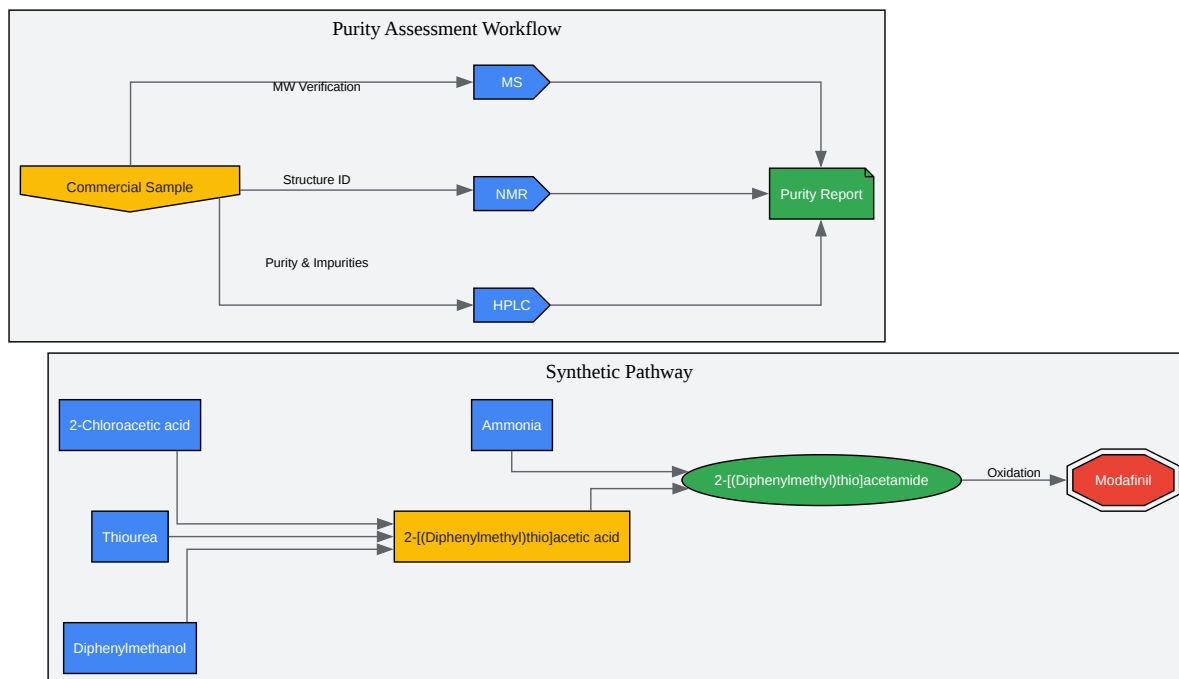 Purity Assessment Workflow
MS
MW Verification
Commercial Sample
Structure ID
NMR
Purity Report
Purity & Impurities
HPLC
Synthetic Pathway
2-Chloroacetic acid
Ammonia
2-[(Diphenylmethyl)thio]acetamide
Oxidation
Modafinil
Thiourea
2-[(Diphenylmethyl)thio]acetic acid
Diphenylmethanol